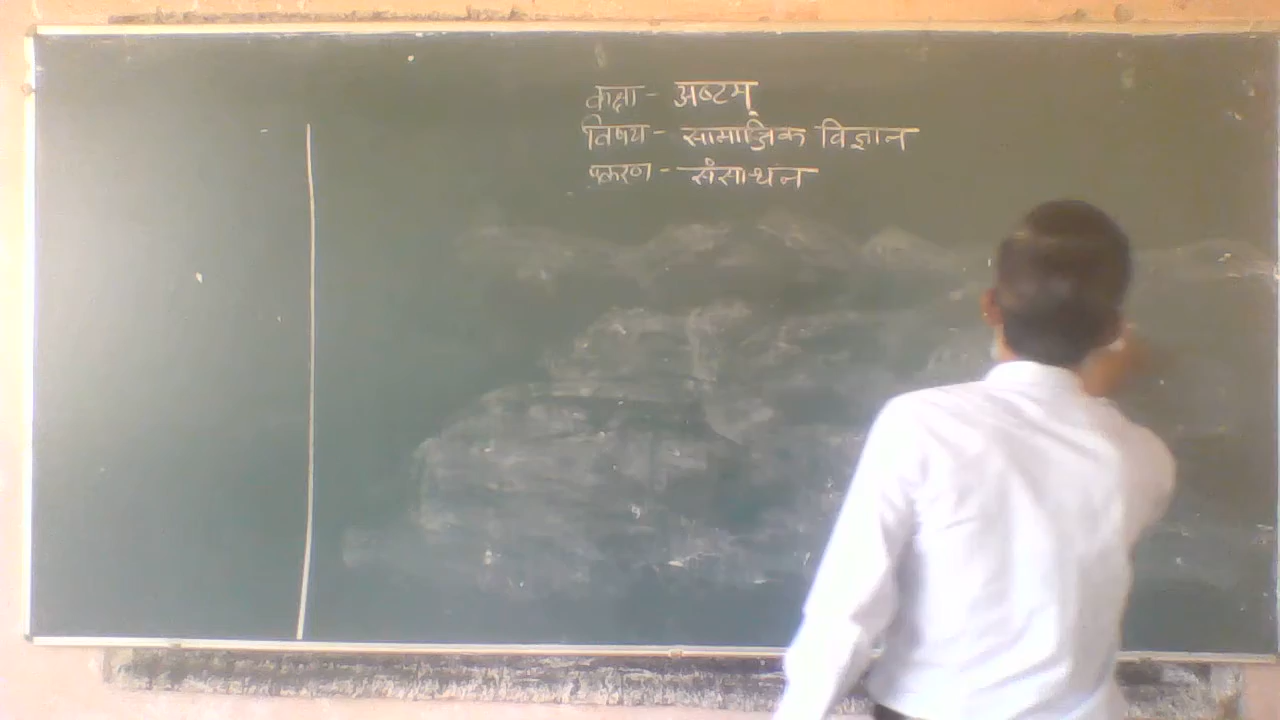 कक्षा - अष्टम्
विषय - सामाजिक विज्ञान
प्रकरण - संसाधन